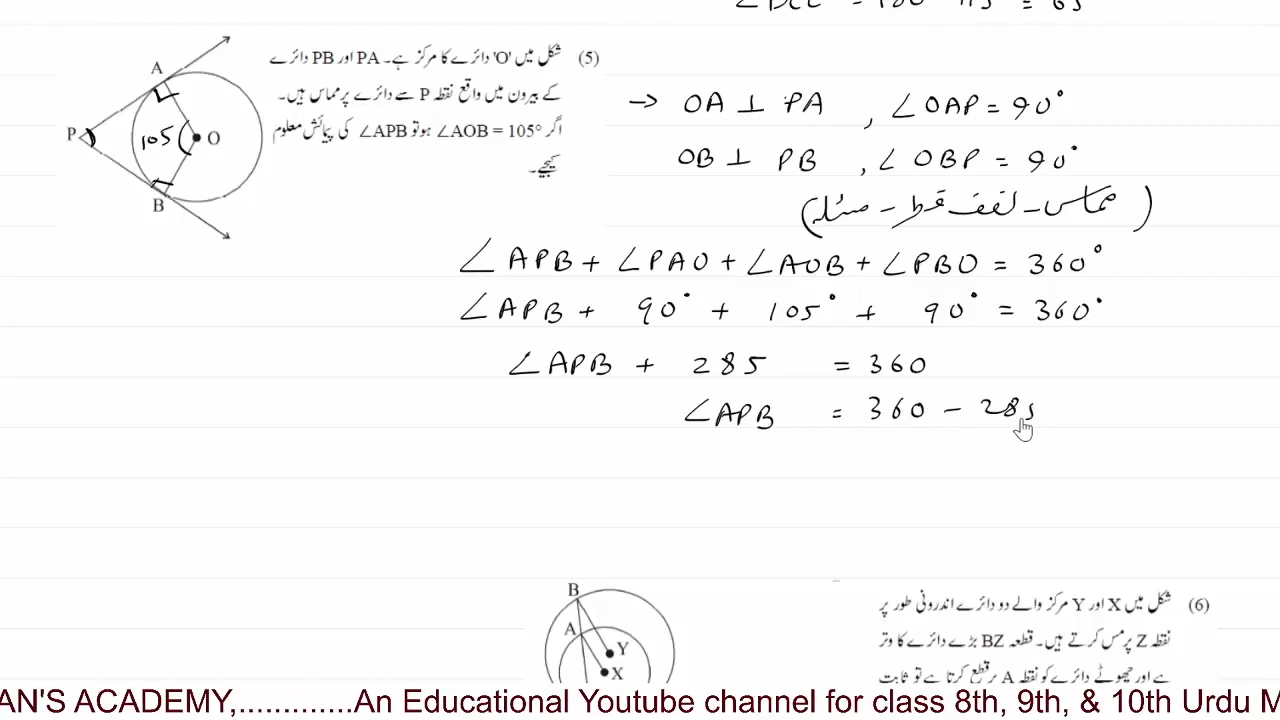 ∠BCE = 180 - 115 = 65
(5) شکل میں 'O' دائرے کا مرکز ہے۔ PA اور PB دائرے
کے بیرون میں واقع نقطہ P سے دائرے پر مماس ہیں۔
اگر ∠AOB = 105° ہو تو ∠APB کی پیمائش معلوم
کیجیے۔
A
P
105
O
B
→ OA ⊥ PA , ∠OAP = 90°
OB ⊥ PB , ∠OBP = 90°
(مماس - نصف قطر - مسئلہ)
∠APB + ∠PAO + ∠AOB + ∠PBO = 360°
∠APB + 90° + 105° + 90° = 360°
∠APB + 285 = 360
∠APB = 360 - 285
(6) شکل میں X اور Y مرکز والے دو دائرے اندرونی طور پر
نقطہ Z پر مس کرتے ہیں۔ قطعہ BZ بڑے دائرے کا وتر
ہے اور چھوٹے دائرے کو نقطہ A پر قطع کرتا ہے تو ثابت
B
A
Y
X
AN'S ACADEMY,.............An Educational Youtube channel for class 8th, 9th, & 10th Urdu M